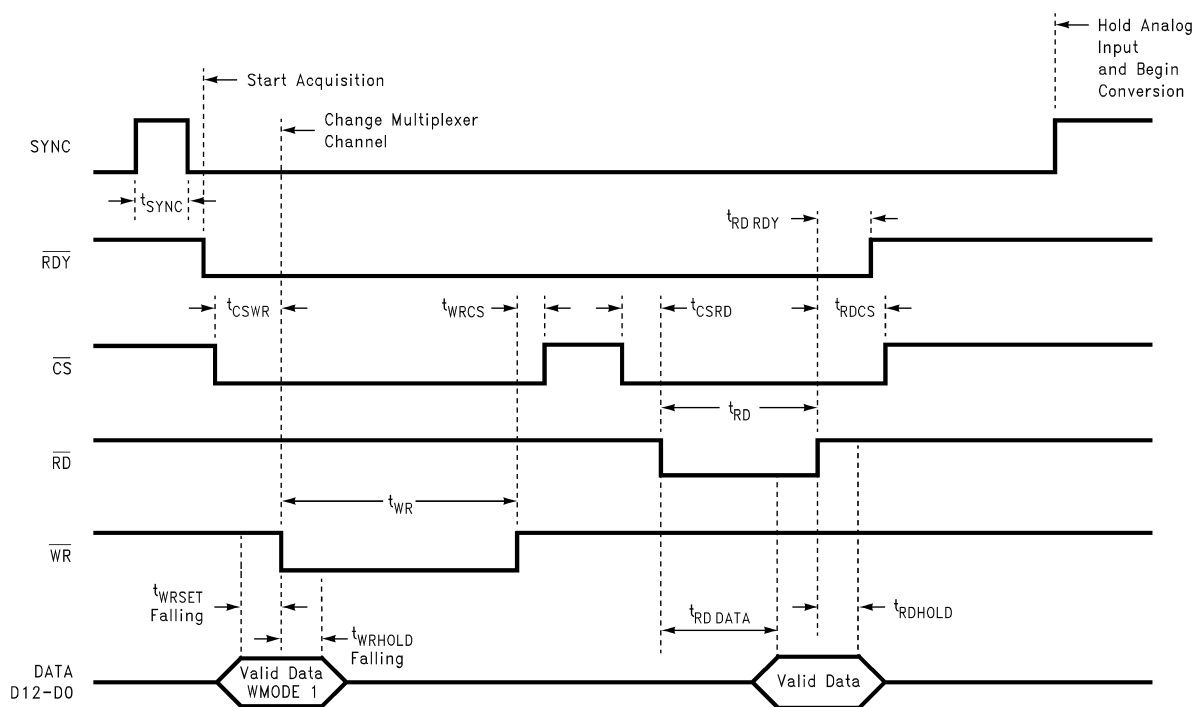 Hold Analog
Input
and Begin
Conversion
Start Acquisition
Change Multiplexer
Channel
SYNC
tSYNC
tRD RDY
RDY
tCSWR
tWRCS
tCSRD
tRDCS
CS
tRD
RD
tWR
WR
tWRSET
Falling
tWRHOLD
Falling
tRD DATA
tRDHOLD
DATA
D12-D0
Valid Data
WMODE 1
Valid Data